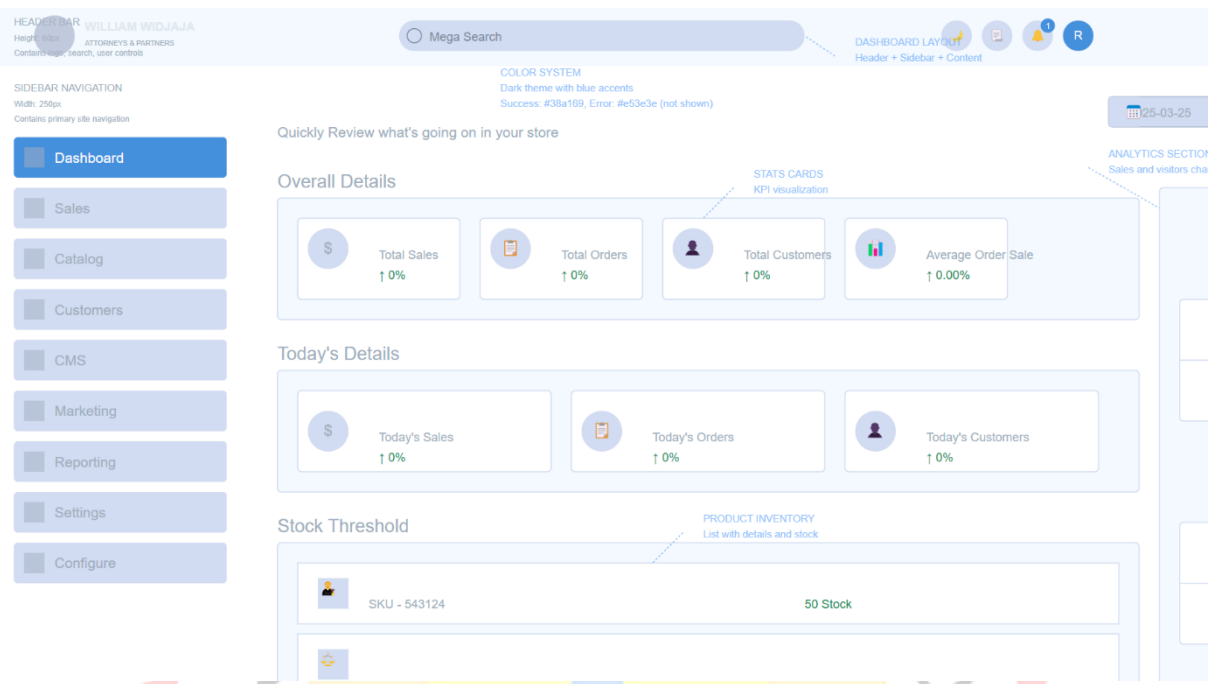 HEADER BAR
Height: 60px
Contains logo, search, user controls
WILLIAM WIDJAJA
ATTORNEYS & PARTNERS
Mega Search
DASHBOARD LAYOUT
Header + Sidebar + Content
1
R
COLOR SYSTEM
Dark theme with blue accents
Success: #38a169, Error: #e53e3e (not shown)
SIDEBAR NAVIGATION
Width: 250px
Contains primary site navigation
25-03-25
Quickly Review what's going on in your store
ANALYTICS SECTION
Sales and visitors cha
Dashboard
Sales
Catalog
Customers
CMS
Marketing
Reporting
Settings
Configure
Overall Details
STATS CARDS
KPI visualization
$
Total Sales
↑ 0%
Total Orders
↑ 0%
Total Customers
↑ 0%
Average Order Sale
↑ 0.00%
Today's Details
$
Today's Sales
↑ 0%
Today's Orders
↑ 0%
Today's Customers
↑ 0%
Stock Threshold
PRODUCT INVENTORY
List with details and stock
SKU - 543124
50 Stock